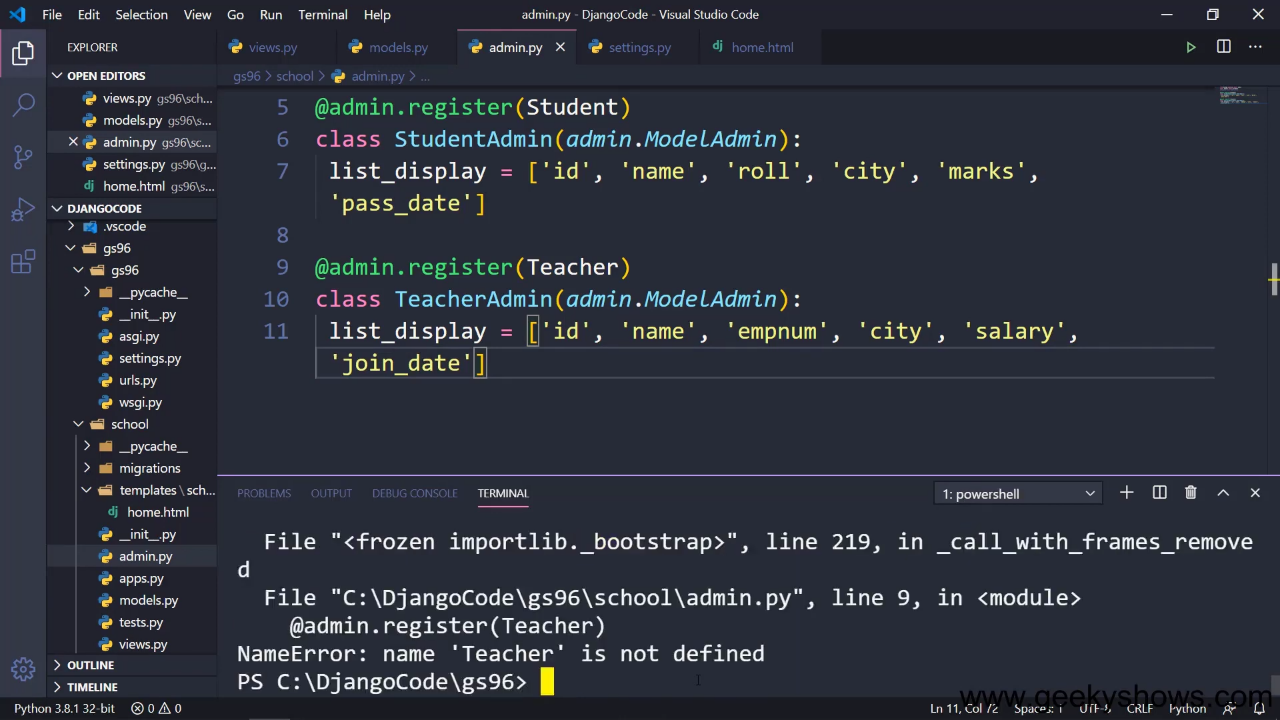 File Edit Selection View Go Run Terminal Help admin.py - DjangoCode - Visual Studio Code
EXPLORER
OPEN EDITORS
views.py gs96\sc...
models.py gs96\s...
admin.py gs96\sc...
settings.py gs96\g...
home.html gs96\s...
DJANGOCODE
.vscode
gs96
gs96
__pycache__
__init__.py
asgi.py
settings.py
urls.py
wsgi.py
school
__pycache__
migrations
templates\sch...
home.html
__init__.py
admin.py
apps.py
models.py
tests.py
views.py
OUTLINE
TIMELINE
views.py models.py admin.py settings.py home.html
gs96 > school > admin.py > ...
5 @admin.register(Student)
6 class StudentAdmin(admin.ModelAdmin):
7 list_display = ['id', 'name', 'roll', 'city', 'marks',
'pass_date']
8
9 @admin.register(Teacher)
10 class TeacherAdmin(admin.ModelAdmin):
11 list_display = ['id', 'name', 'empnum', 'city', 'salary',
'join_date']
PROBLEMS OUTPUT DEBUG CONSOLE TERMINAL 1: powershell
File "<frozen importlib._bootstrap>", line 219, in _call_with_frames_remove
d
File "C:\DjangoCode\gs96\school\admin.py", line 9, in <module>
@admin.register(Teacher)
NameError: name 'Teacher' is not defined
PS C:\DjangoCode\gs96>
www.geekyshows.com
Python 3.8.1 32-bit 0 0 Ln 11, Col 72 Spaces: 1 UTF-8 CRLF Python